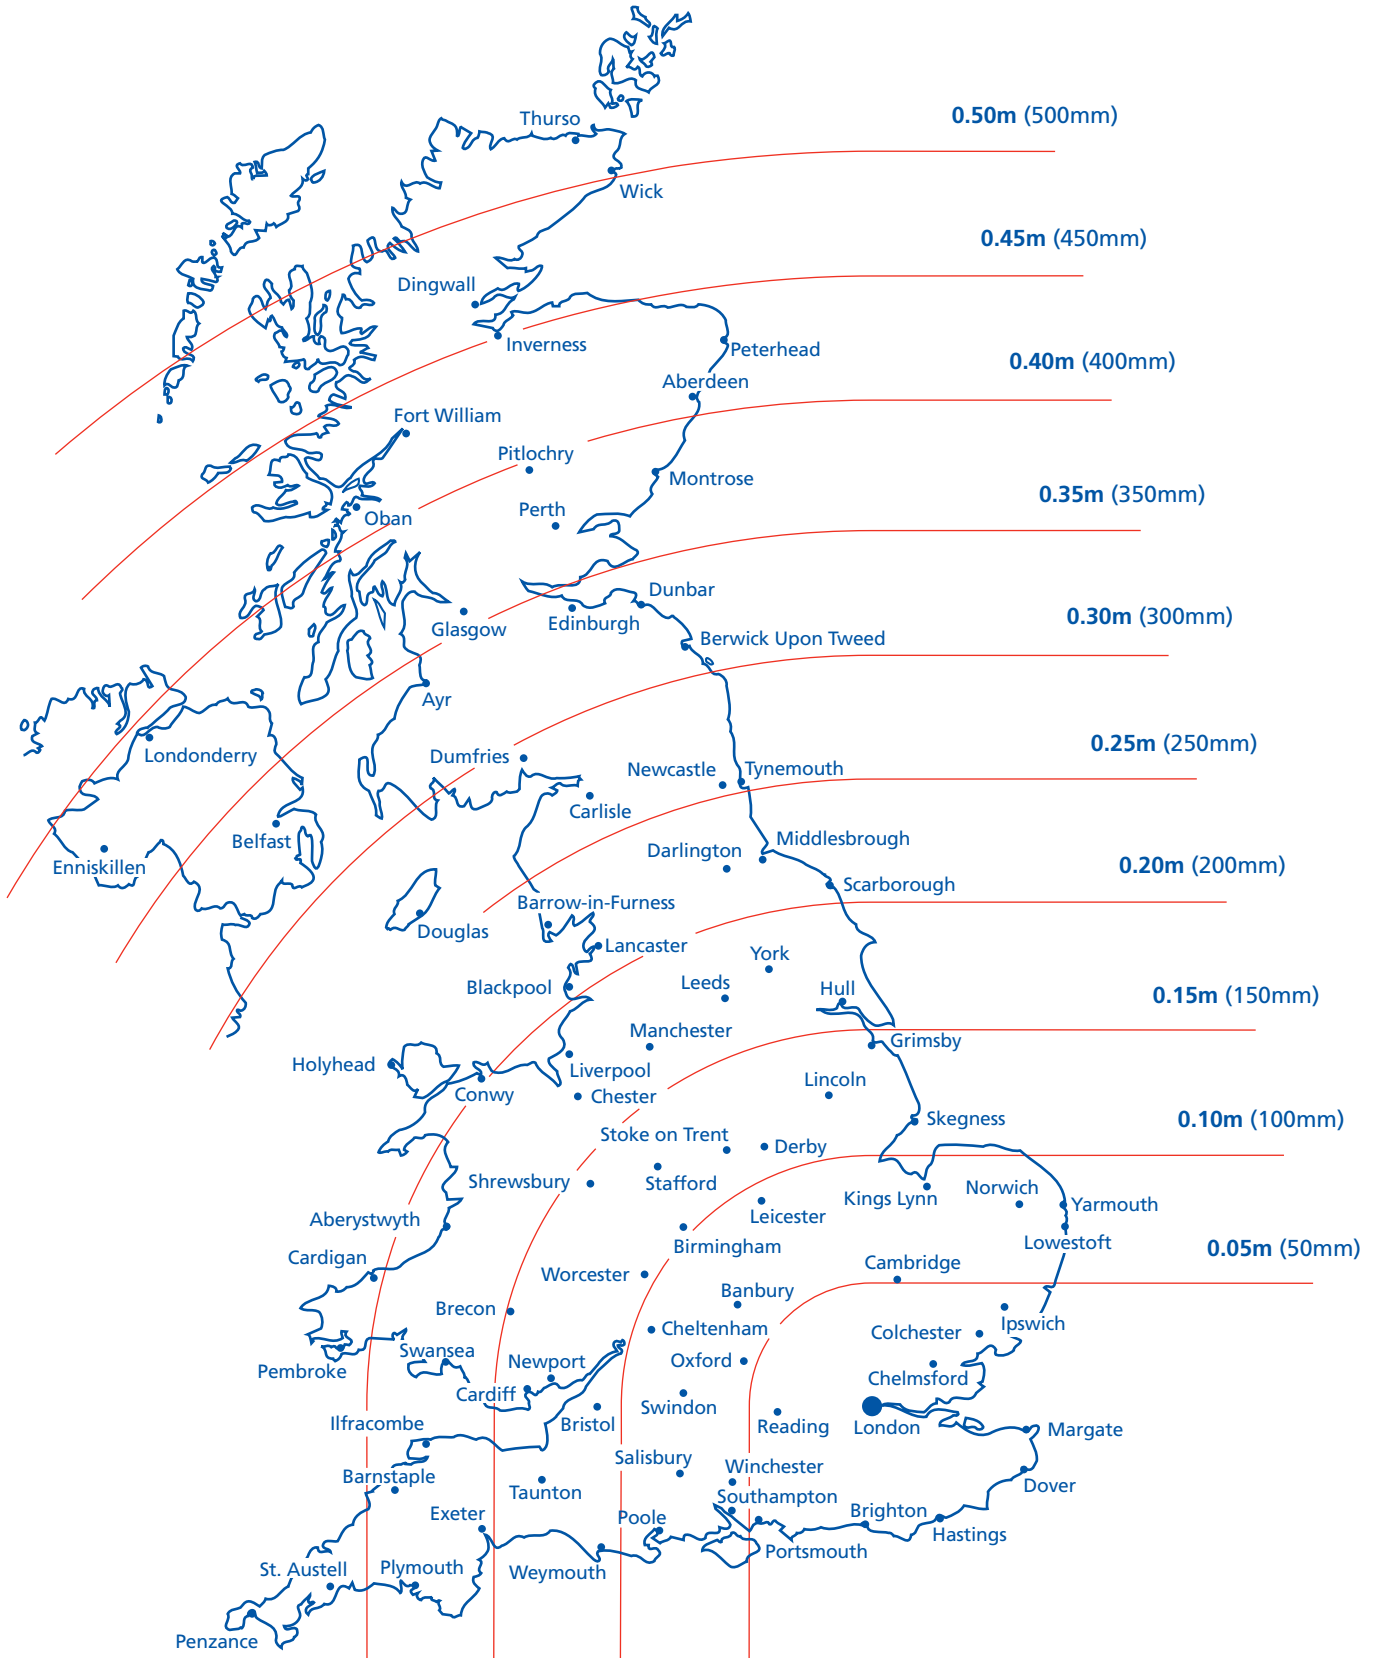 Thurso
0.50m (500mm)
Wick
0.45m (450mm)
Dingwall
Inverness
Peterhead
0.40m (400mm)
Aberdeen
Fort William
Pitlochry
Montrose
0.35m (350mm)
Perth
Oban
Dunbar
0.30m (300mm)
Edinburgh
Glasgow
Berwick Upon Tweed
Ayr
0.25m (250mm)
Londonderry
Dumfries
Newcastle
Tynemouth
Carlisle
Belfast
Middlesbrough
Darlington
Enniskillen
0.20m (200mm)
Scarborough
Barrow-in-Furness
Douglas
Lancaster
York
Leeds
Blackpool
Hull
0.15m (150mm)
Manchester
Grimsby
Holyhead
Liverpool
Lincoln
Conwy
Chester
Skegness
0.10m (100mm)
Stoke on Trent
Derby
Shrewsbury
Stafford
Kings Lynn
Norwich
Yarmouth
Leicester
Aberystwyth
Birmingham
Lowestoft
0.05m (50mm)
Cardigan
Cambridge
Worcester
Banbury
Brecon
Ipswich
Cheltenham
Colchester
Swansea
Newport
Oxford
Pembroke
Chelmsford
Cardiff
Swindon
Ilfracombe
Bristol
Reading
London
Margate
Salisbury
Winchester
Barnstaple
Dover
Taunton
Southampton
Exeter
Poole
Brighton
Hastings
Portsmouth
St. Austell
Plymouth
Weymouth
Penzance